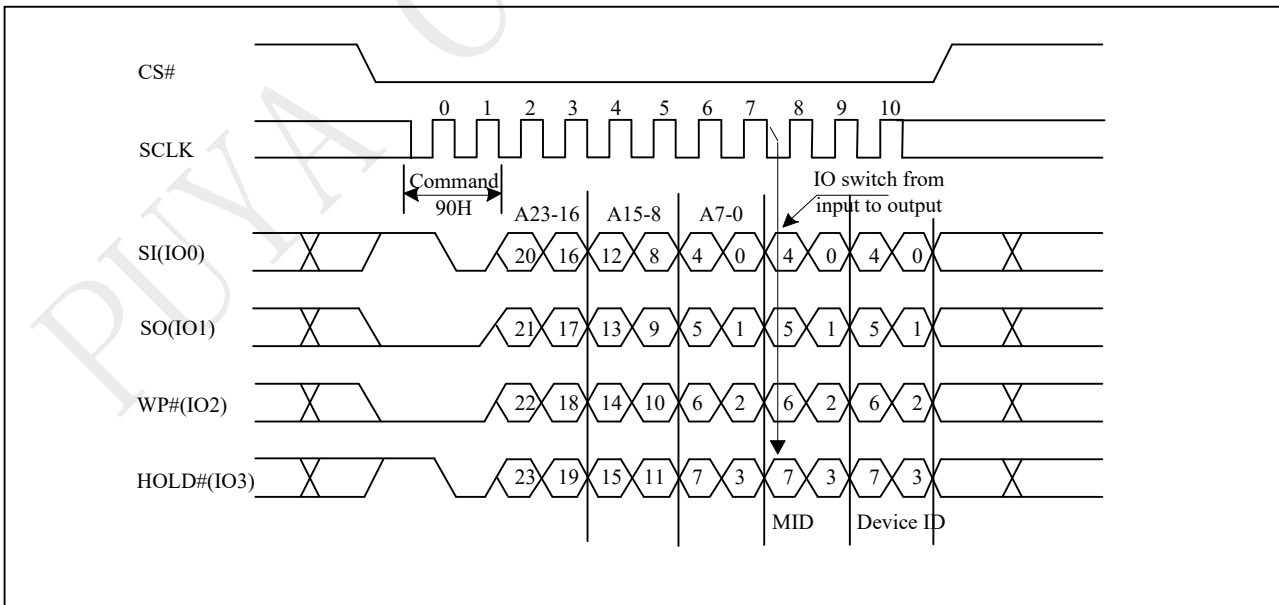 PUYA C
CS#
0 1 2 3 4 5 6 7 8 9 10
SCLK
Command
90H
IO switch from
input to output
A23-16 A15-8 A7-0
SI(IO0) 20 16 12 8 4 0 4 0 4 0
SO(IO1) 21 17 13 9 5 1 5 1 5 1
WP#(IO2) 22 18 14 10 6 2 6 2 6 2
HOLD#(IO3) 23 19 15 11 7 3 7 3 7 3
MID Device ID